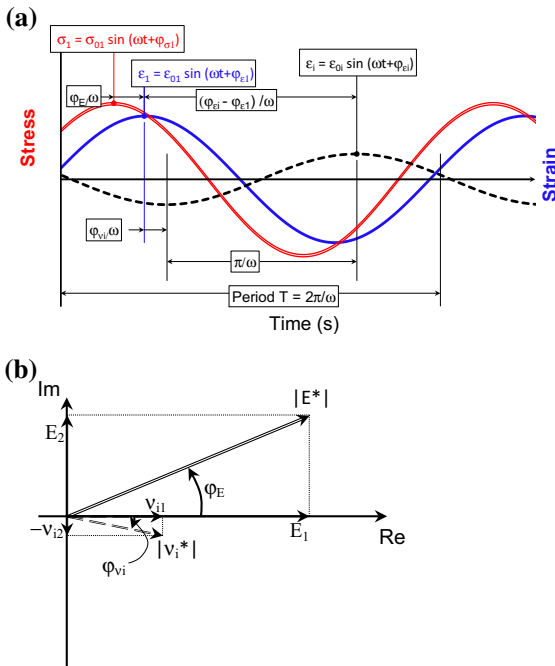 (a)
σ1 = σ01 sin (ωt+φσ1)
ε1 = ε01 sin (ωt+φε1)
εi = ε0i sin (ωt+φεi)
φE/ω
(φεi - φε1) /ω
Stress
Strain
φνi/ω
π/ω
Period T = 2π/ω
Time (s)
(b)
Im
|E*|
E2
φE
νi1
−νi2
E1
Re
|νi*|
φνi